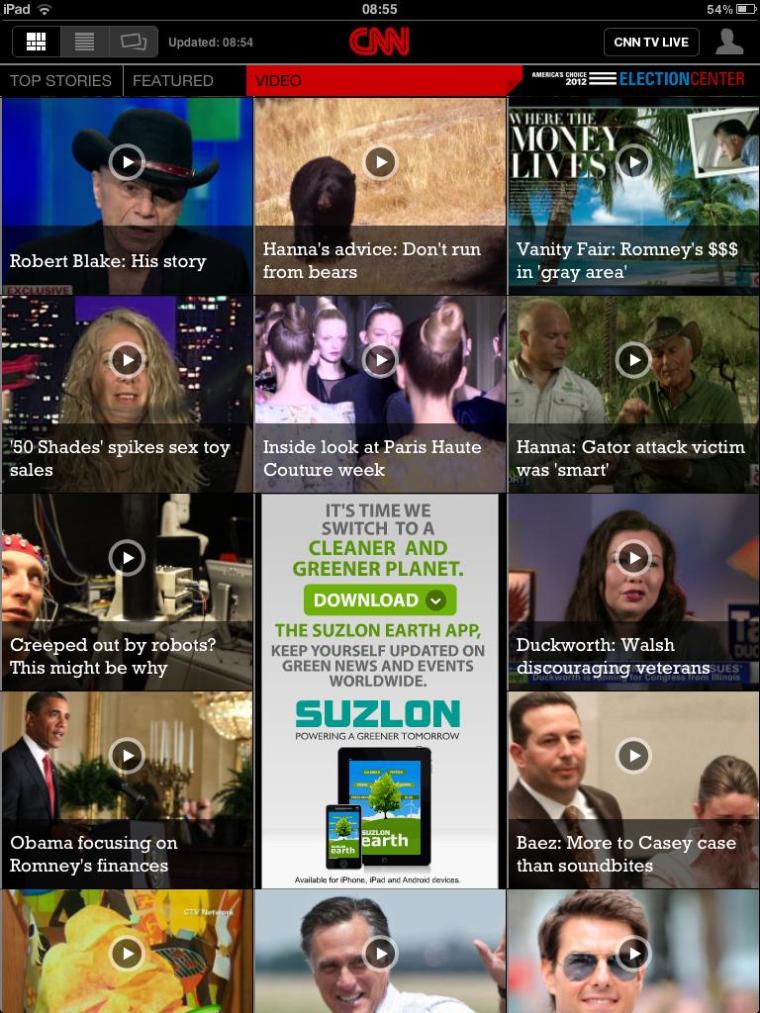 iPad 08:55 54%
Updated: 08:54 CNN CNN TV LIVE
TOP STORIES FEATURED VIDEO AMERICA'S CHOICE 2012 ELECTIONCENTER
Robert Blake: His story
EXCLUSIVE
Hanna's advice: Don't run
from bears
WHERE THE
MONEY
LIVES
Vanity Fair: Romney's $$$
in 'gray area'
'50 Shades' spikes sex toy
sales
Inside look at Paris Haute
Couture week
Hanna: Gator attack victim
was 'smart'
Creeped out by robots?
This might be why
IT'S TIME WE
SWITCH TO A
CLEANER AND
GREENER PLANET.
DOWNLOAD
THE SUZLON EARTH APP,
KEEP YOURSELF UPDATED ON
GREEN NEWS AND EVENTS
WORLDWIDE.
SUZLON
POWERING A GREENER TOMORROW
SUZLON
earth
SUZLON
earth
Available for iPhone, iPad and Android devices.
Duckworth: Walsh
discouraging veterans
Duckworth is running for Congress from Illinois
Obama focusing on
Romney's finances
Baez: More to Casey case
than soundbites
CTV Network